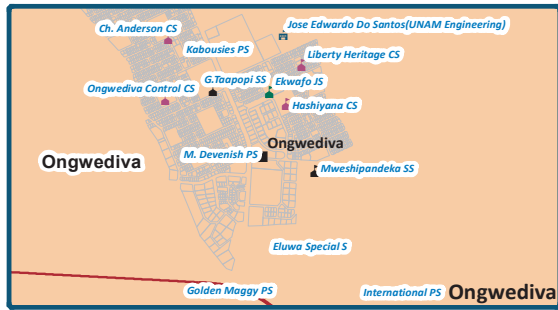 Ch. Anderson CS
Jose Edwardo Do Santos(UNAM Engineering)
Kabousies PS
Liberty Heritage CS
G.Taapopi SS
Ongwediva Control CS
Ekwafo JS
Hashiyana CS
Ongwediva
M. Devenish PS
Ongwediva
Mweshipandeka SS
Eluwa Special S
Golden Maggy PS
International PS
Ongwediva